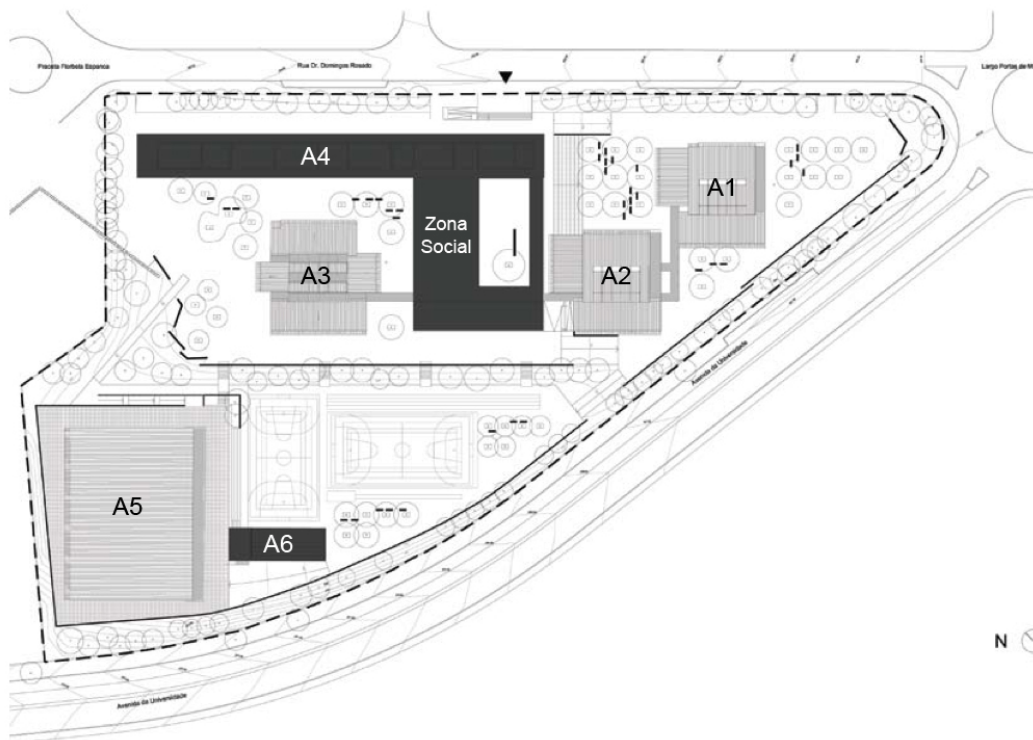 Praceta Florbela Espanca
Rua Dr. Domingos Rosado
Largo Portas de M
A4
A1
Zona
Social
A3
A2
Avenida da Universidade
A5
A6
N
Avenida da Universidade